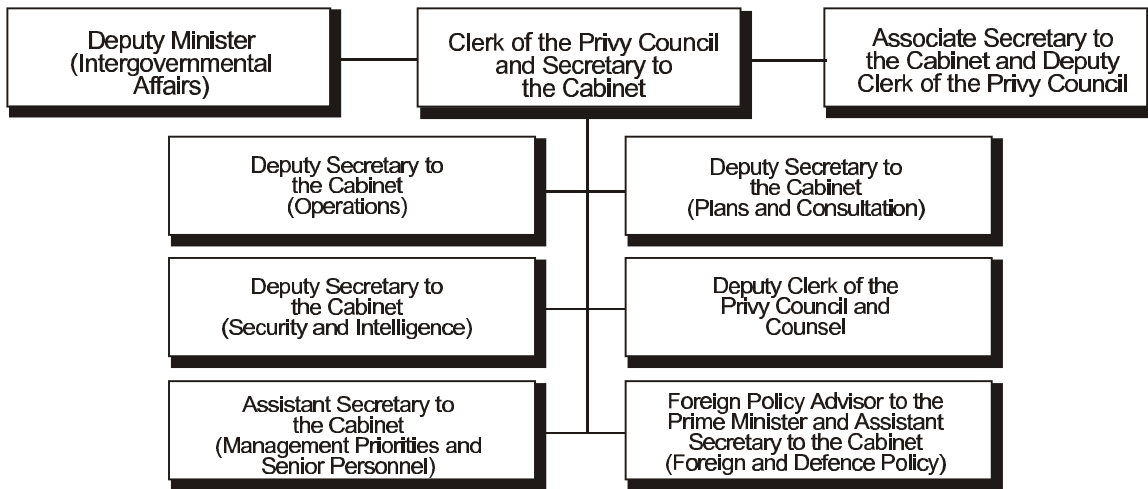 Deputy Minister
(Intergovernmental
Affairs)
Clerk of the Privy Council
and Secretary to
the Cabinet
Associate Secretary to
the Cabinet and Deputy
Clerk of the Privy Council
Deputy Secretary to
the Cabinet
(Operations)
Deputy Secretary to
the Cabinet
(Plans and Consultation)
Deputy Secretary to
the Cabinet
(Security and Intelligence)
Deputy Clerk of the
Privy Council and
Counsel
Assistant Secretary to
the Cabinet
(Management Priorities and
Senior Personnel)
Foreign Policy Advisor to the
Prime Minister and Assistant
Secretary to the Cabinet
(Foreign and Defence Policy)